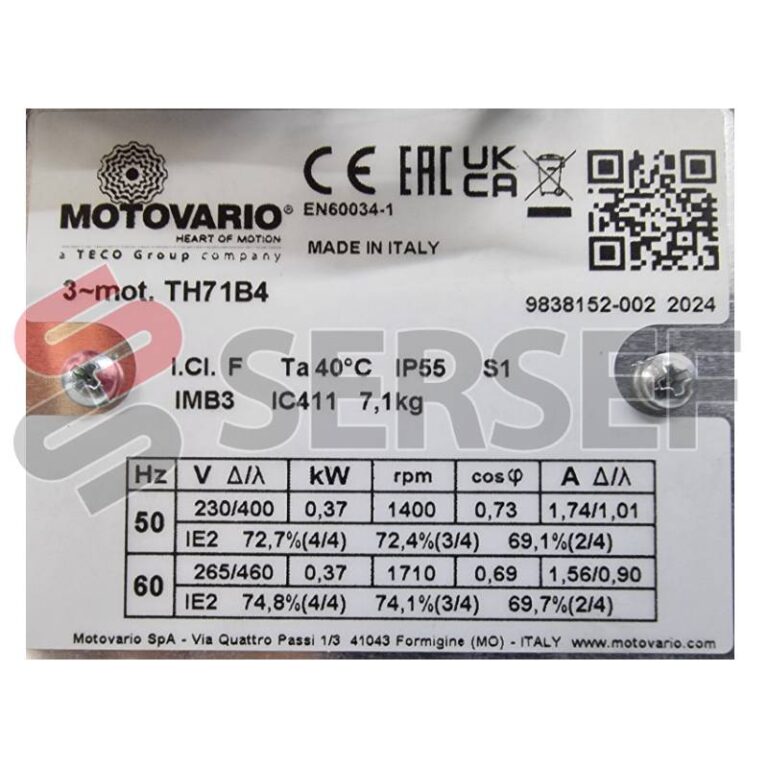 MOTOVARIO®
HEART OF MOTION
a TECO Group company
CE EAC UK CA
EN60034-1
MADE IN ITALY
3~mot. TH71B4
9838152-002 2024
I.Cl. F Ta 40°C IP55 S1
IMB3 IC411 7,1kg
SERSEF
Hz V Δ/λ kW rpm cosφ A Δ/λ
50 230/400 0,37 1400 0,73 1,74/1,01
IE2 72,7%(4/4) 72,4%(3/4) 69,1%(2/4)
60 265/460 0,37 1710 0,69 1,56/0,90
IE2 74,8%(4/4) 74,1%(3/4) 69,7%(2/4)
Motovario SpA - Via Quattro Passi 1/3 41043 Formigine (MO) - ITALY www.motovario.com